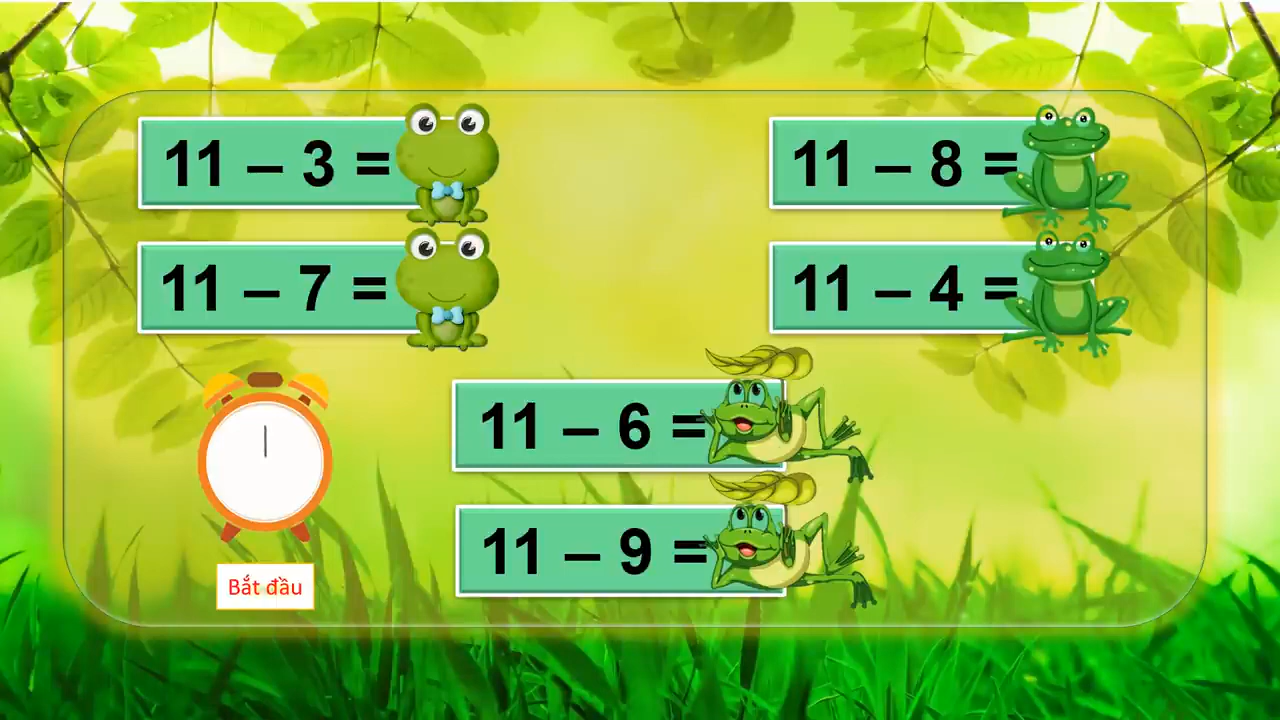 11 – 3 =
11 – 8 =
11 – 7 =
11 – 4 =
11 – 6 =
11 – 9 =
Bắt đầu